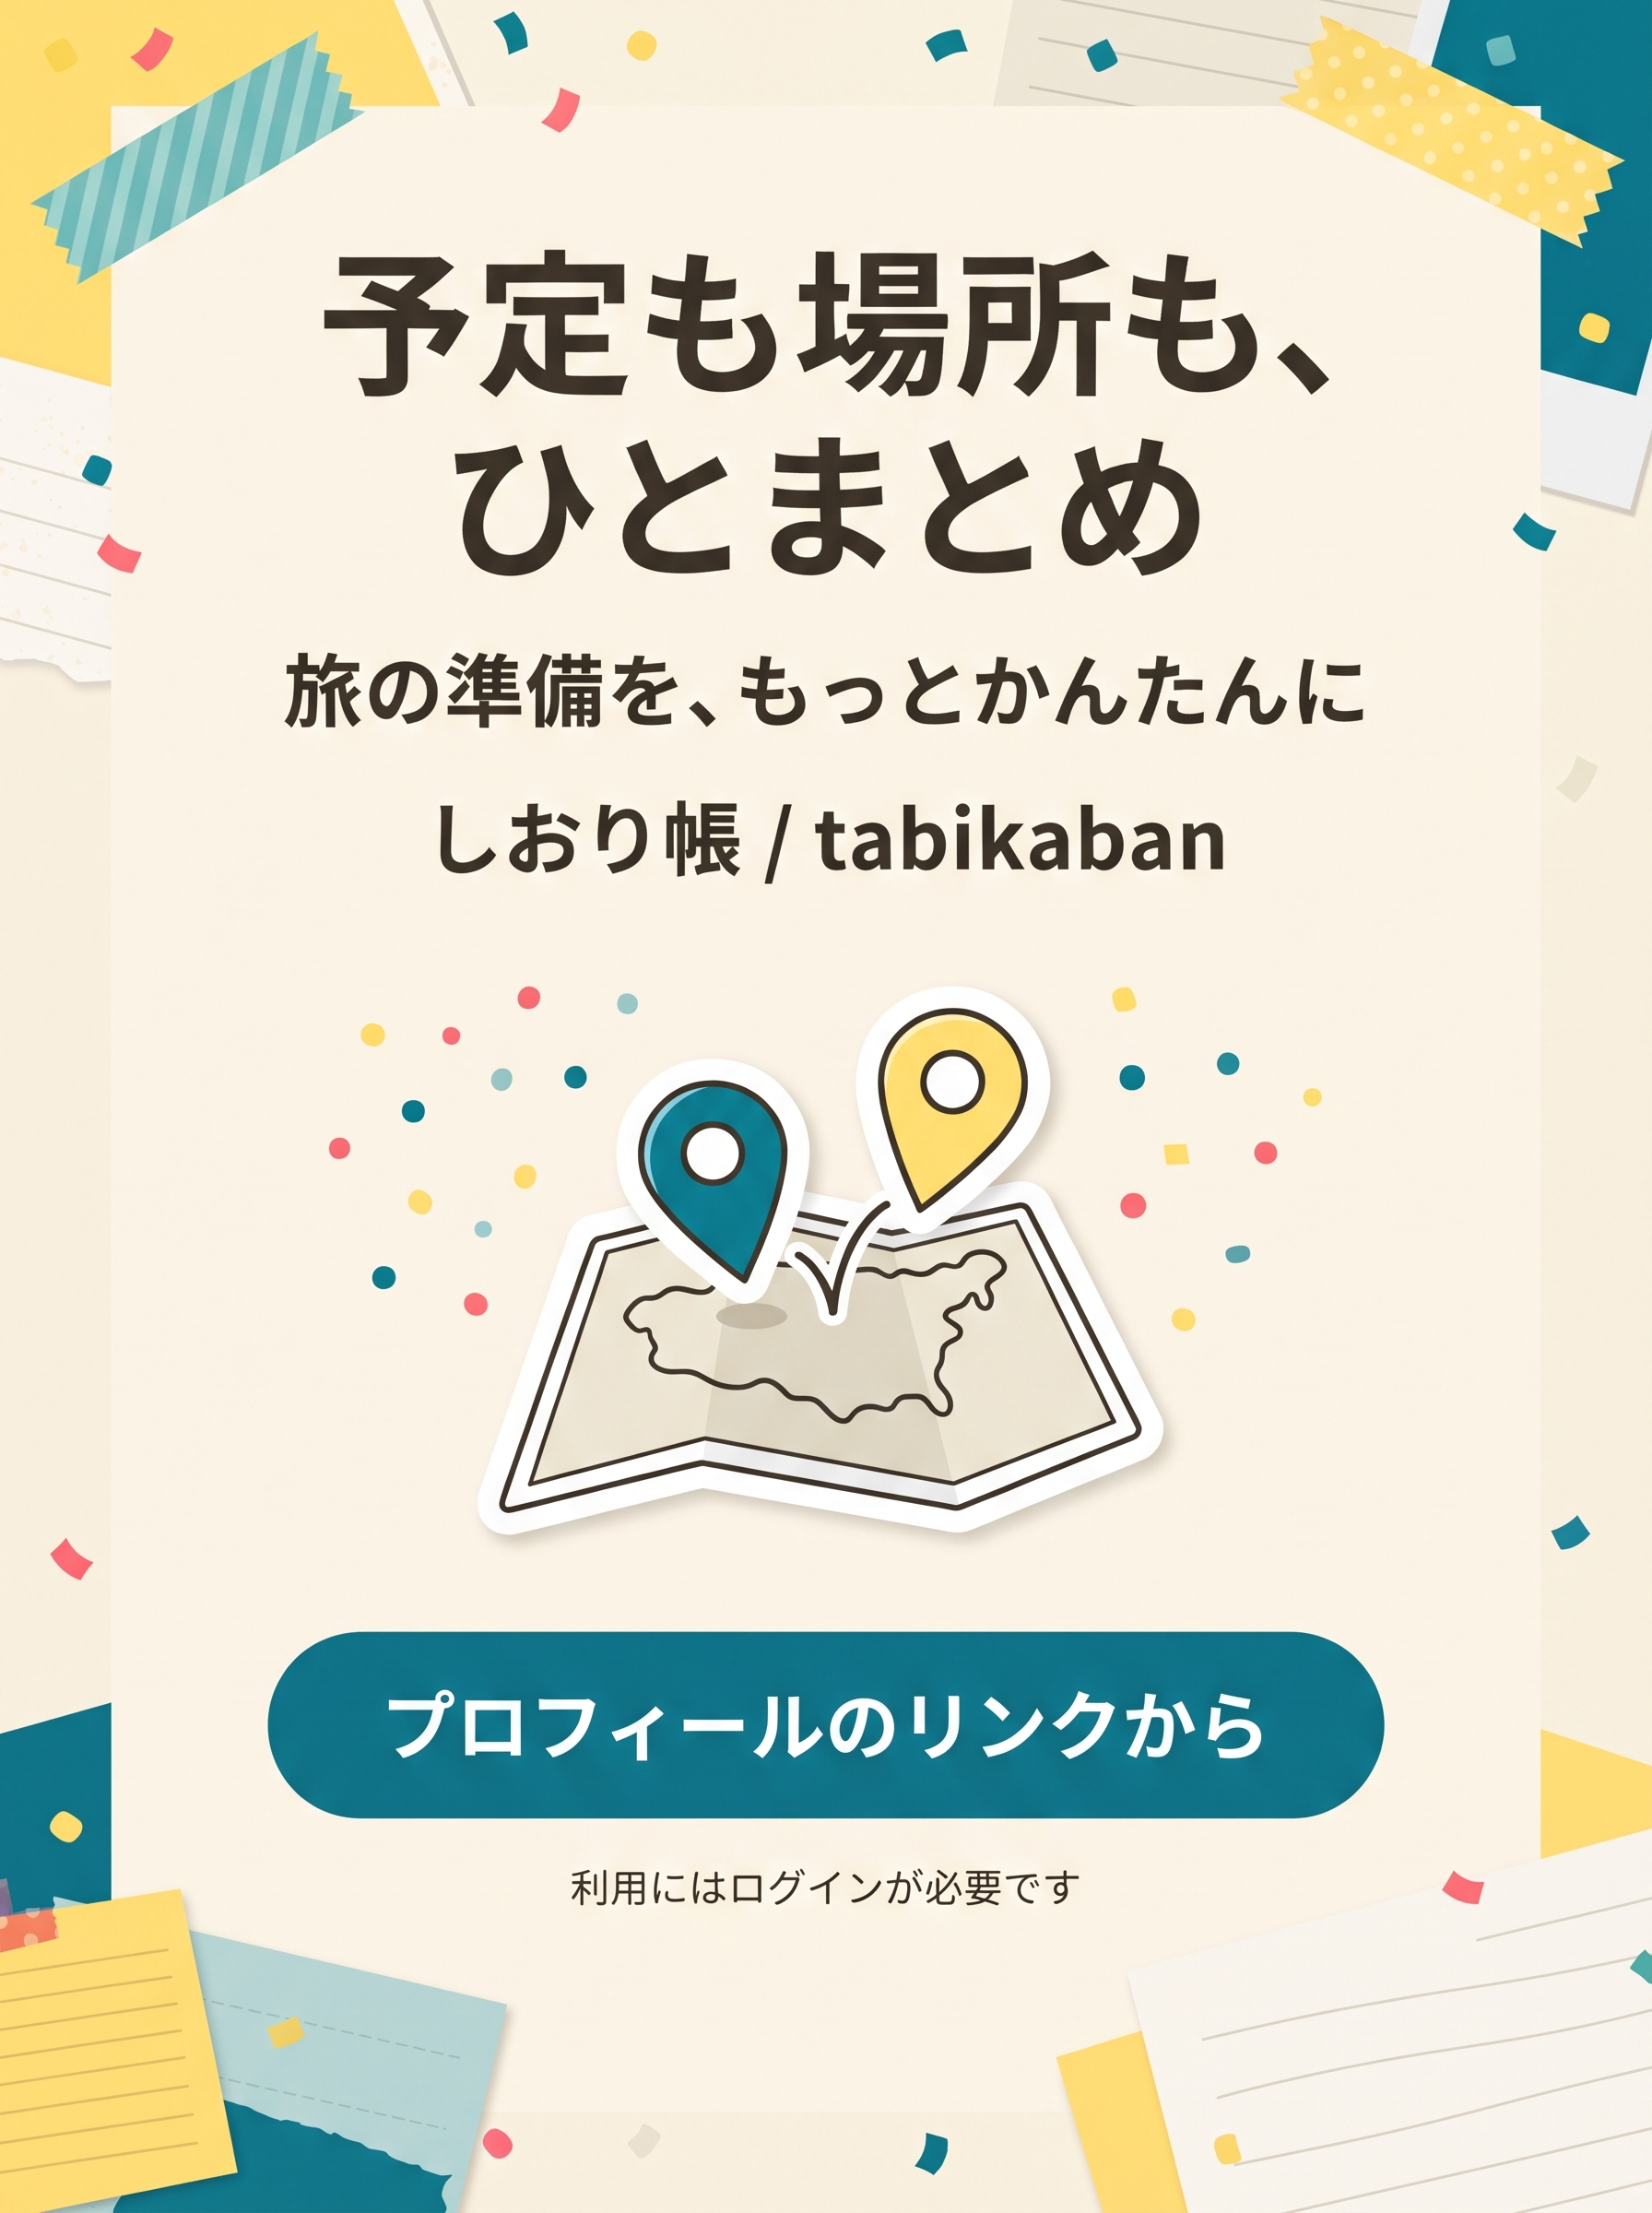 予定も場所も、
ひとまとめ
旅の準備を、もっとかんたんに
しおり帳 / tabikaban
プロフィールのリンクから
利用にはログインが必要です